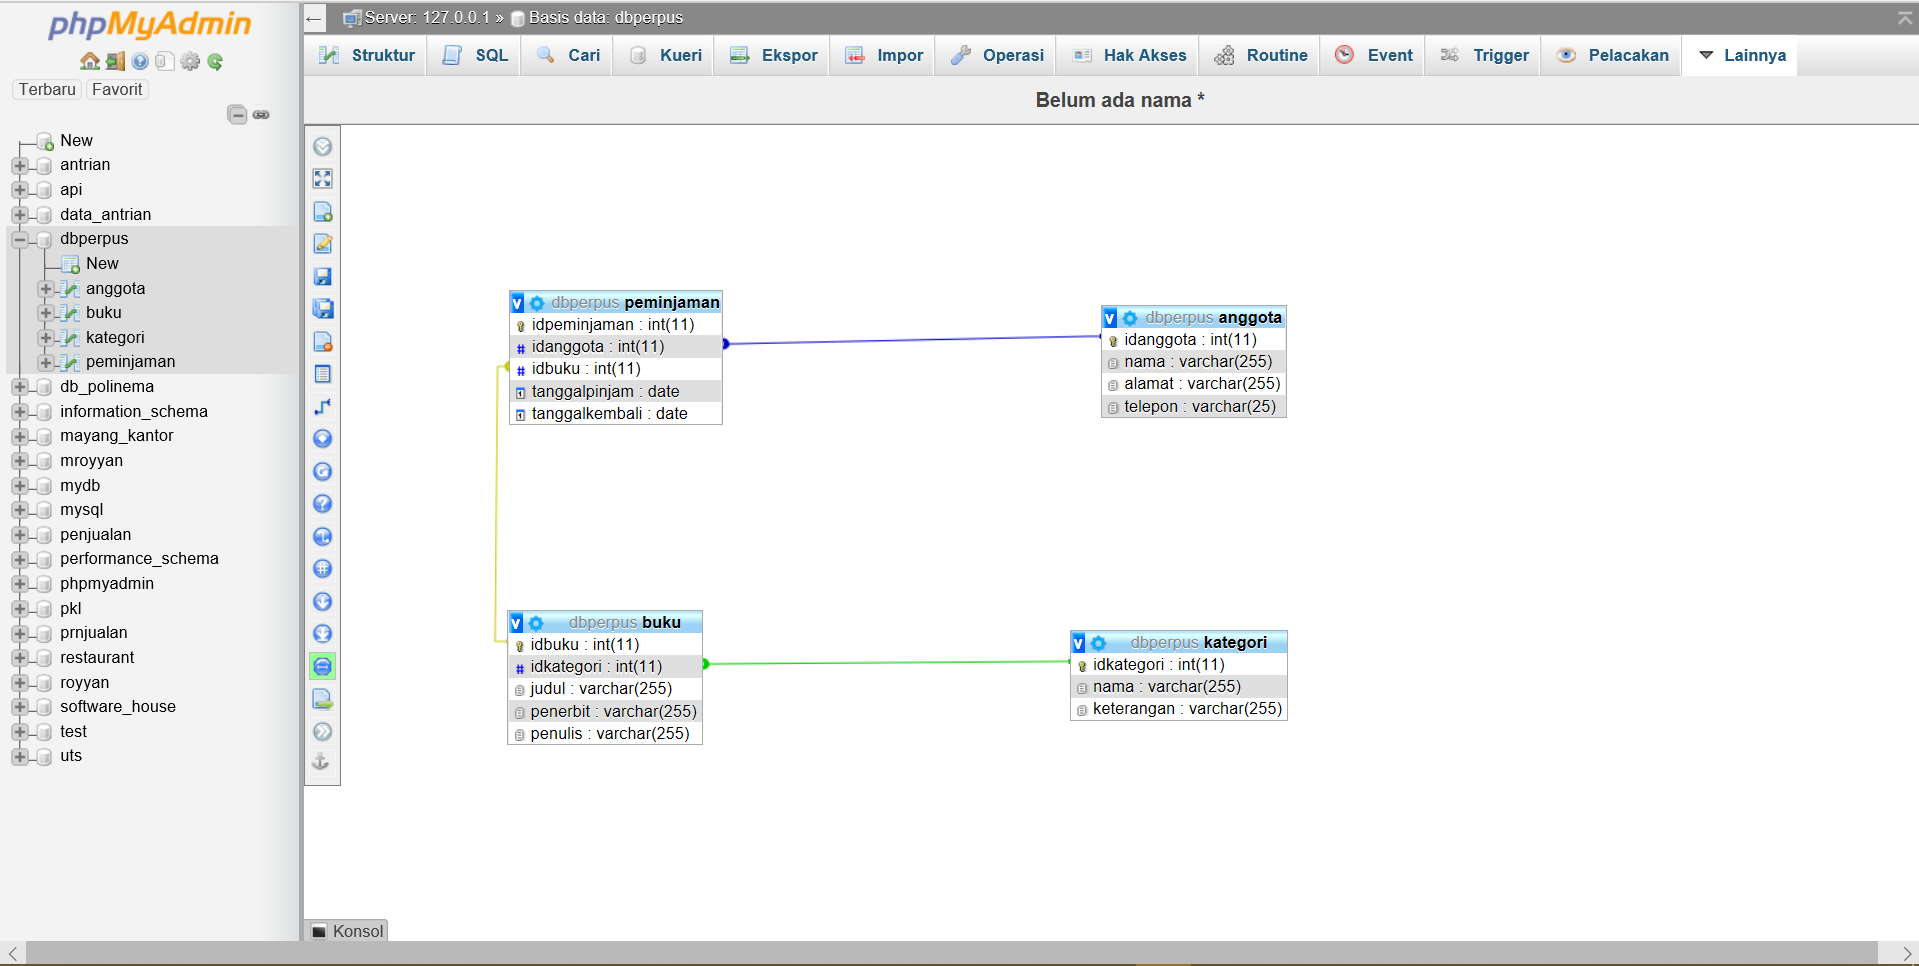 phpMyAdmin
Terbaru Favorit
New
antrian
api
data_antrian
dbperpus
New
anggota
buku
kategori
peminjaman
db_polinema
information_schema
mayang_kantor
mroyyan
mydb
mysql
penjualan
performance_schema
phpmyadmin
pkl
prnjualan
restaurant
royyan
software_house
test
uts
Server: 127.0.0.1 » Basis data: dbperpus
Struktur SQL Cari Kueri Ekspor Impor Operasi Hak Akses Routine Event Trigger Pelacakan Lainnya
Belum ada nama *
v dbperpus peminjaman
idpeminjaman : int(11)
idanggota : int(11)
idbuku : int(11)
tanggalpinjam : date
tanggalkembali : date
v dbperpus anggota
idanggota : int(11)
nama : varchar(255)
alamat : varchar(255)
telepon : varchar(25)
v dbperpus buku
idbuku : int(11)
idkategori : int(11)
judul : varchar(255)
penerbit : varchar(255)
penulis : varchar(255)
v dbperpus kategori
idkategori : int(11)
nama : varchar(255)
keterangan : varchar(255)
Konsol